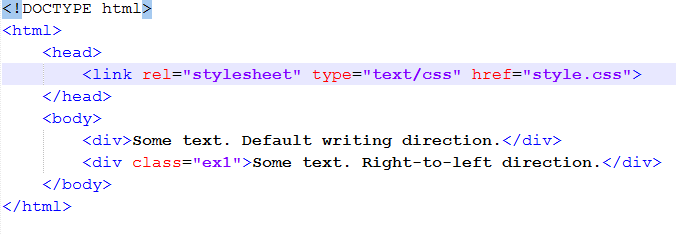 <!DOCTYPE html>
<html>
<head>
<link rel="stylesheet" type="text/css" href="style.css">
</head>
<body>
<div>Some text. Default writing direction.</div>
<div class="ex1">Some text. Right-to-left direction.</div>
</body>
</html>